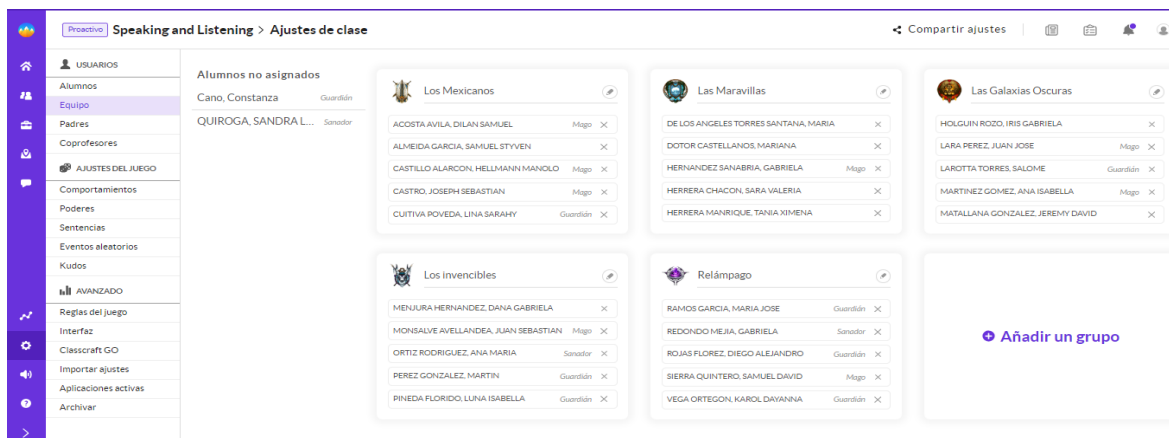 Proactivo Speaking and Listening > Ajustes de clase
Compartir ajustes
USUARIOS
Alumnos
Equipo
Padres
Coprofesores
AJUSTES DEL JUEGO
Comportamientos
Poderes
Sentencias
Eventos aleatorios
Kudos
AVANZADO
Reglas del juego
Interfaz
Classcraft GO
Importar ajustes
Aplicaciones activas
Archivar
Alumnos no asignados
Cano, Constanza Guardián
QUIROGA, SANDRA L... Sanador
Los Mexicanos
ACOSTA AVILA, DILAN SAMUEL Mago
ALMEIDA GARCIA, SAMUEL STYVEN
CASTILLO ALARCON, HELLMANN MANOLO Mago
CASTRO, JOSEPH SEBASTIAN Mago
CUITIVA POVEDA, LINA SARAHY Guardián
Las Maravillas
DE LOS ANGELES TORRES SANTANA, MARIA
DOTOR CASTELLANOS, MARIANA
HERNANDEZ SANABRIA, GABRIELA Mago
HERRERA CHACON, SARA VALERIA
HERRERA MANRIQUE, TANIA XIMENA
Las Galaxias Oscuras
HOLGUIN ROZO, IRIS GABRIELA
LARA PEREZ, JUAN JOSE Mago
LAROTTA TORRES, SALOME Guardián
MARTINEZ GOMEZ, ANA ISABELLA Mago
MATALLANA GONZALEZ, JEREMY DAVID
Los invencibles
MENJURA HERNANDEZ, DANA GABRIELA
MONSALVE AVELLANDEA, JUAN SEBASTIAN Mago
ORTIZ RODRIGUEZ, ANA MARIA Sanador
PEREZ GONZALEZ, MARTIN Guardián
PINEDA FLORIDO, LUNA ISABELLA Guardián
Relámpago
RAMOS GARCIA, MARIA JOSE Guardián
REDONDO MEJIA, GABRIELA Sanador
ROJAS FLOREZ, DIEGO ALEJANDRO Guardián
SIERRA QUINTERO, SAMUEL DAVID Mago
VEGA ORTEGON, KAROL DAYANNA Guardián
Añadir un grupo